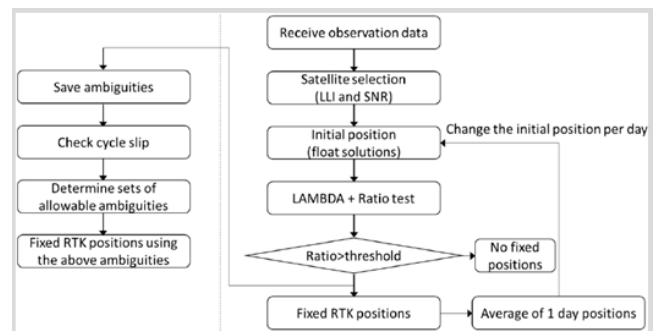 Receive observation data
Satellite selection
(LLI and SNR)
Initial position
(float solutions)
Change the initial position per day
LAMBDA + Ratio test
Ratio>threshold
No fixed
positions
Fixed RTK positions
Average of 1 day positions
Save ambiguities
Check cycle slip
Determine sets of
allowable ambiguities
Fixed RTK positions using
the above ambiguities